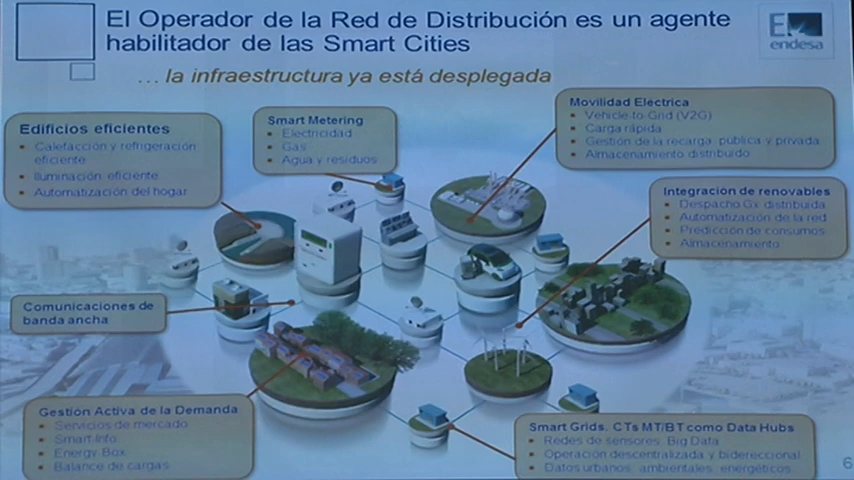 El Operador de la Red de Distribución es un agente
habilitador de las Smart Cities
endesa
... la infraestructura ya está desplegada
Edificios eficientes
Calefacción y refrigeración
eficiente
Iluminación eficiente
Automatización del hogar
Smart Metering
Electricidad
Gas
Agua y residuos
Movilidad Electrica
Vehicle to Grid (V2G)
Carga rápida
Gestión de la recarga, publica y privada
Almacenamiento distribuido
Integración de renovables
Despacho Gx distribuida
Automatización de la red
Predicción de consumos
Almacenamiento
Comunicaciones de
banda ancha
Gestión Activa de la Demanda
Servicios de mercado
Smart Info
Energy Box
Balance de cargas
Smart Grids. CTs MT/BT como Data Hubs
Redes de sensores, Big Data
Operación descentralizada y bidereccional
Datos urbanos, ambientales, energéticos
6